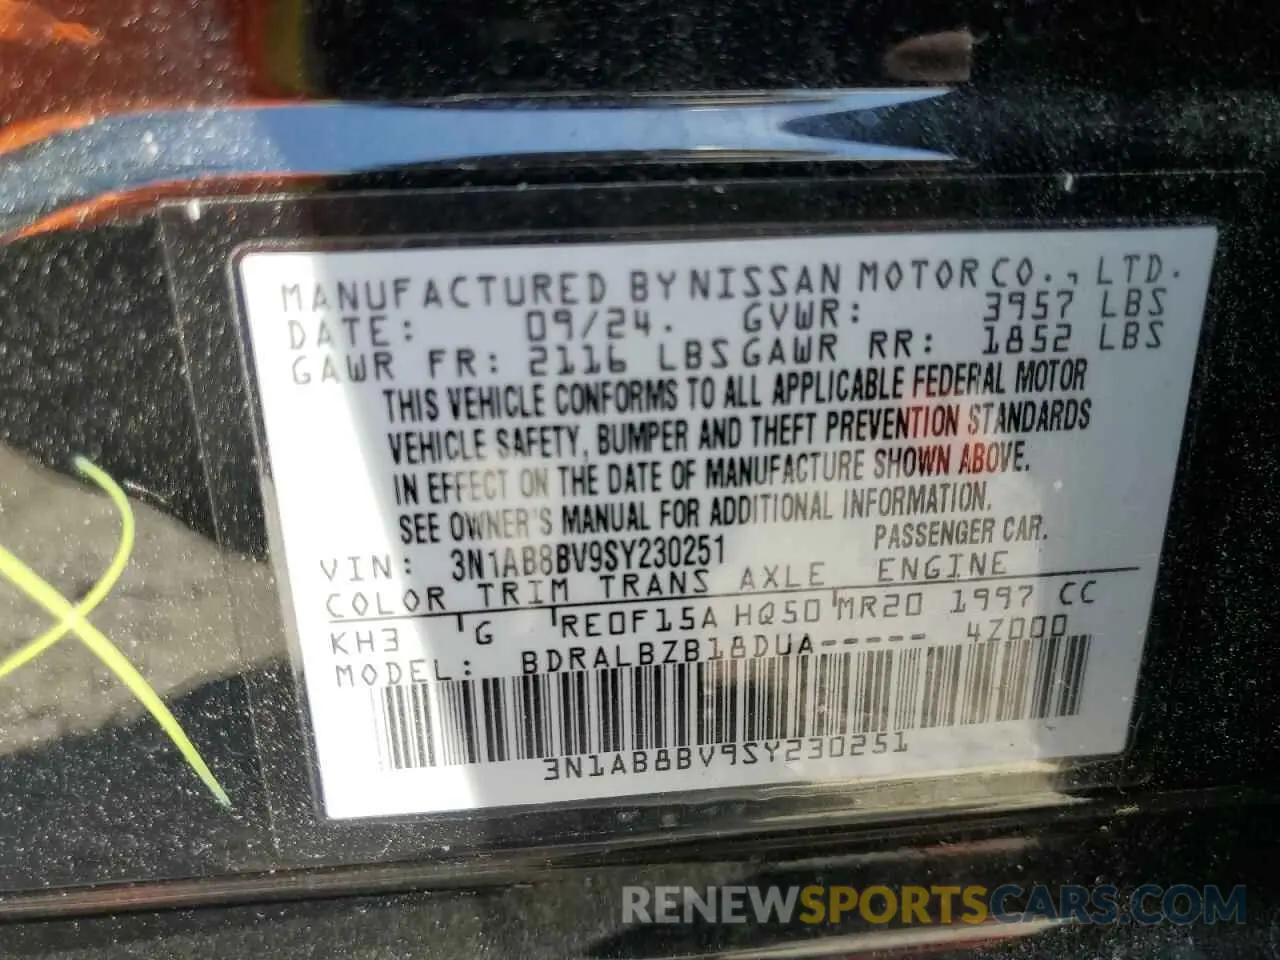 MANUFACTURED BY NISSAN MOTOR CO., LTD.
DATE: 09/24. GVWR: 3957 LBS
GAWR FR: 2116 LBS GAWR RR: 1852 LBS
THIS VEHICLE CONFORMS TO ALL APPLICABLE FEDERAL MOTOR
VEHICLE SAFETY, BUMPER AND THEFT PREVENTION STANDARDS
IN EFFECT ON THE DATE OF MANUFACTURE SHOWN ABOVE.
SEE OWNER'S MANUAL FOR ADDITIONAL INFORMATION.
VIN: 3N1AB8BV9SY230251 PASSENGER CAR.
COLOR TRIM TRANS AXLE ENGINE
KH3 G RE0F15A HQ50 MR20 1997 CC
MODEL: BDRALBZB18DUA----- 4Z000
3N1AB8BV9SY230251
RENEWSPORTSCARS.COM